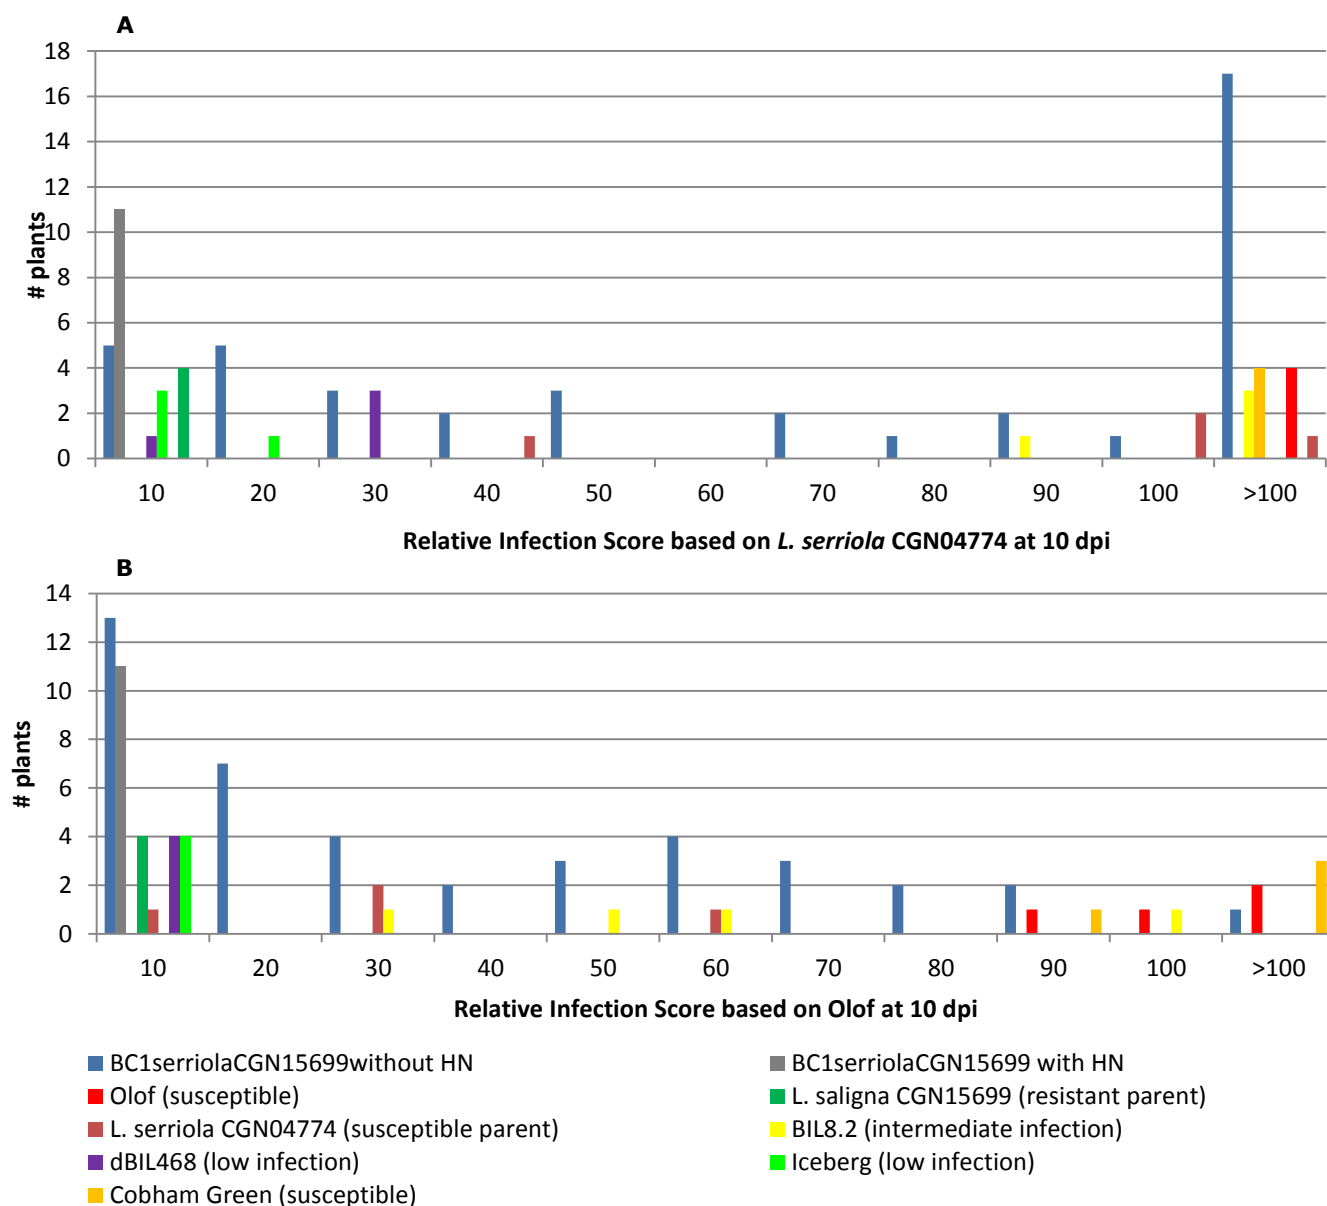 A
18
16
14
12
10
8
6
4
2
0
# plants
10 20 30 40 50 60 70 80 90 100 >100
Relative Infection Score based on L. serriola CGN04774 at 10 dpi
B
14
12
10
8
6
4
2
0
# plants
10 20 30 40 50 60 70 80 90 100 >100
Relative Infection Score based on Olof at 10 dpi
BC1serriolaCGN15699without HN
BC1serriolaCGN15699 with HN
Olof (susceptible)
L. saligna CGN15699 (resistant parent)
L. serriola CGN04774 (susceptible parent)
BIL8.2 (intermediate infection)
dBIL468 (low infection)
Iceberg (low infection)
Cobham Green (susceptible)